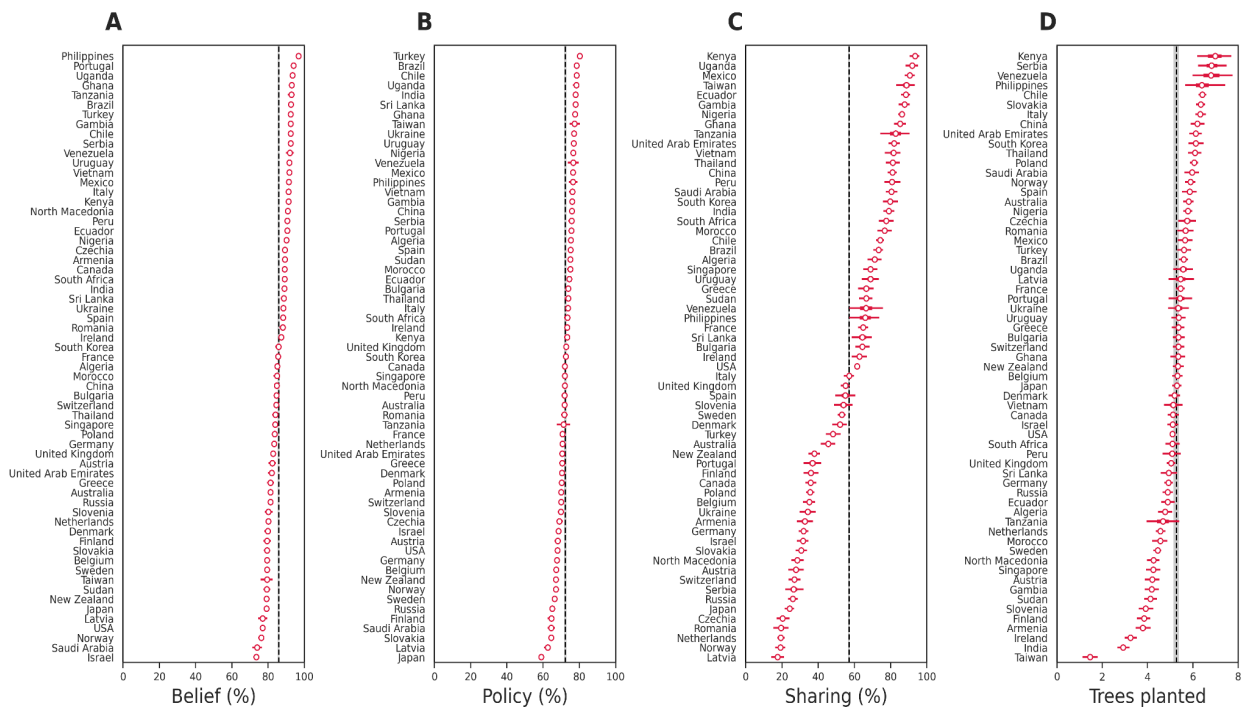 A
Philippines
Portugal
Uganda
Ghana
Tanzania
Brazil
Turkey
Gambia
Chile
Serbia
Venezuela
Uruguay
Vietnam
Mexico
Italy
Kenya
North Macedonia
Peru
Ecuador
Nigeria
Czechia
Armenia
Canada
South Africa
India
Sri Lanka
Ukraine
Spain
Romania
Ireland
South Korea
France
Algeria
Morocco
China
Bulgaria
Switzerland
Thailand
Singapore
Poland
Germany
United Kingdom
Austria
United Arab Emirates
Greece
Australia
Russia
Slovenia
Netherlands
Denmark
Finland
Slovakia
Belgium
Sweden
Taiwan
Sudan
New Zealand
Japan
Latvia
USA
Norway
Saudi Arabia
Israel
0 20 40 60 80 100
Belief (%)
B
Turkey
Brazil
Chile
Uganda
India
Sri Lanka
Ghana
Taiwan
Ukraine
Uruguay
Nigeria
Venezuela
Mexico
Philippines
Vietnam
Gambia
China
Serbia
Portugal
Algeria
Spain
Sudan
Morocco
Ecuador
Bulgaria
Thailand
Italy
South Africa
Ireland
Kenya
United Kingdom
South Korea
Canada
Singapore
North Macedonia
Peru
Australia
Romania
Tanzania
France
Netherlands
United Arab Emirates
Greece
Denmark
Poland
Armenia
Switzerland
Slovenia
Czechia
Israel
Austria
USA
Germany
Belgium
New Zealand
Norway
Sweden
Russia
Finland
Saudi Arabia
Slovakia
Latvia
Japan
0 20 40 60 80 100
Policy (%)
C
Kenya
Uganda
Mexico
Taiwan
Ecuador
Gambia
Nigeria
Ghana
Tanzania
United Arab Emirates
Vietnam
Thailand
China
Peru
Saudi Arabia
South Korea
India
South Africa
Morocco
Chile
Brazil
Algeria
Singapore
Uruguay
Greece
Sudan
Venezuela
Philippines
France
Sri Lanka
Bulgaria
Ireland
USA
Italy
United Kingdom
Spain
Slovenia
Sweden
Denmark
Turkey
Australia
New Zealand
Portugal
Finland
Canada
Poland
Belgium
Ukraine
Armenia
Germany
Israel
Slovakia
North Macedonia
Austria
Switzerland
Serbia
Russia
Japan
Czechia
Romania
Netherlands
Norway
Latvia
0 20 40 60 80 100
Sharing (%)
D
Kenya
Serbia
Venezuela
Philippines
Chile
Slovakia
Italy
China
United Arab Emirates
South Korea
Thailand
Poland
Saudi Arabia
Norway
Spain
Australia
Nigeria
Czechia
Romania
Mexico
Turkey
Brazil
Uganda
Latvia
France
Portugal
Ukraine
Uruguay
Greece
Bulgaria
Switzerland
Ghana
New Zealand
Belgium
Japan
Denmark
Vietnam
Canada
Israel
USA
South Africa
Peru
United Kingdom
Sri Lanka
Germany
Russia
Ecuador
Algeria
Tanzania
Netherlands
Morocco
Sweden
North Macedonia
Singapore
Austria
Gambia
Sudan
Slovenia
Finland
Armenia
Ireland
India
Taiwan
0 2 4 6 8
Trees planted